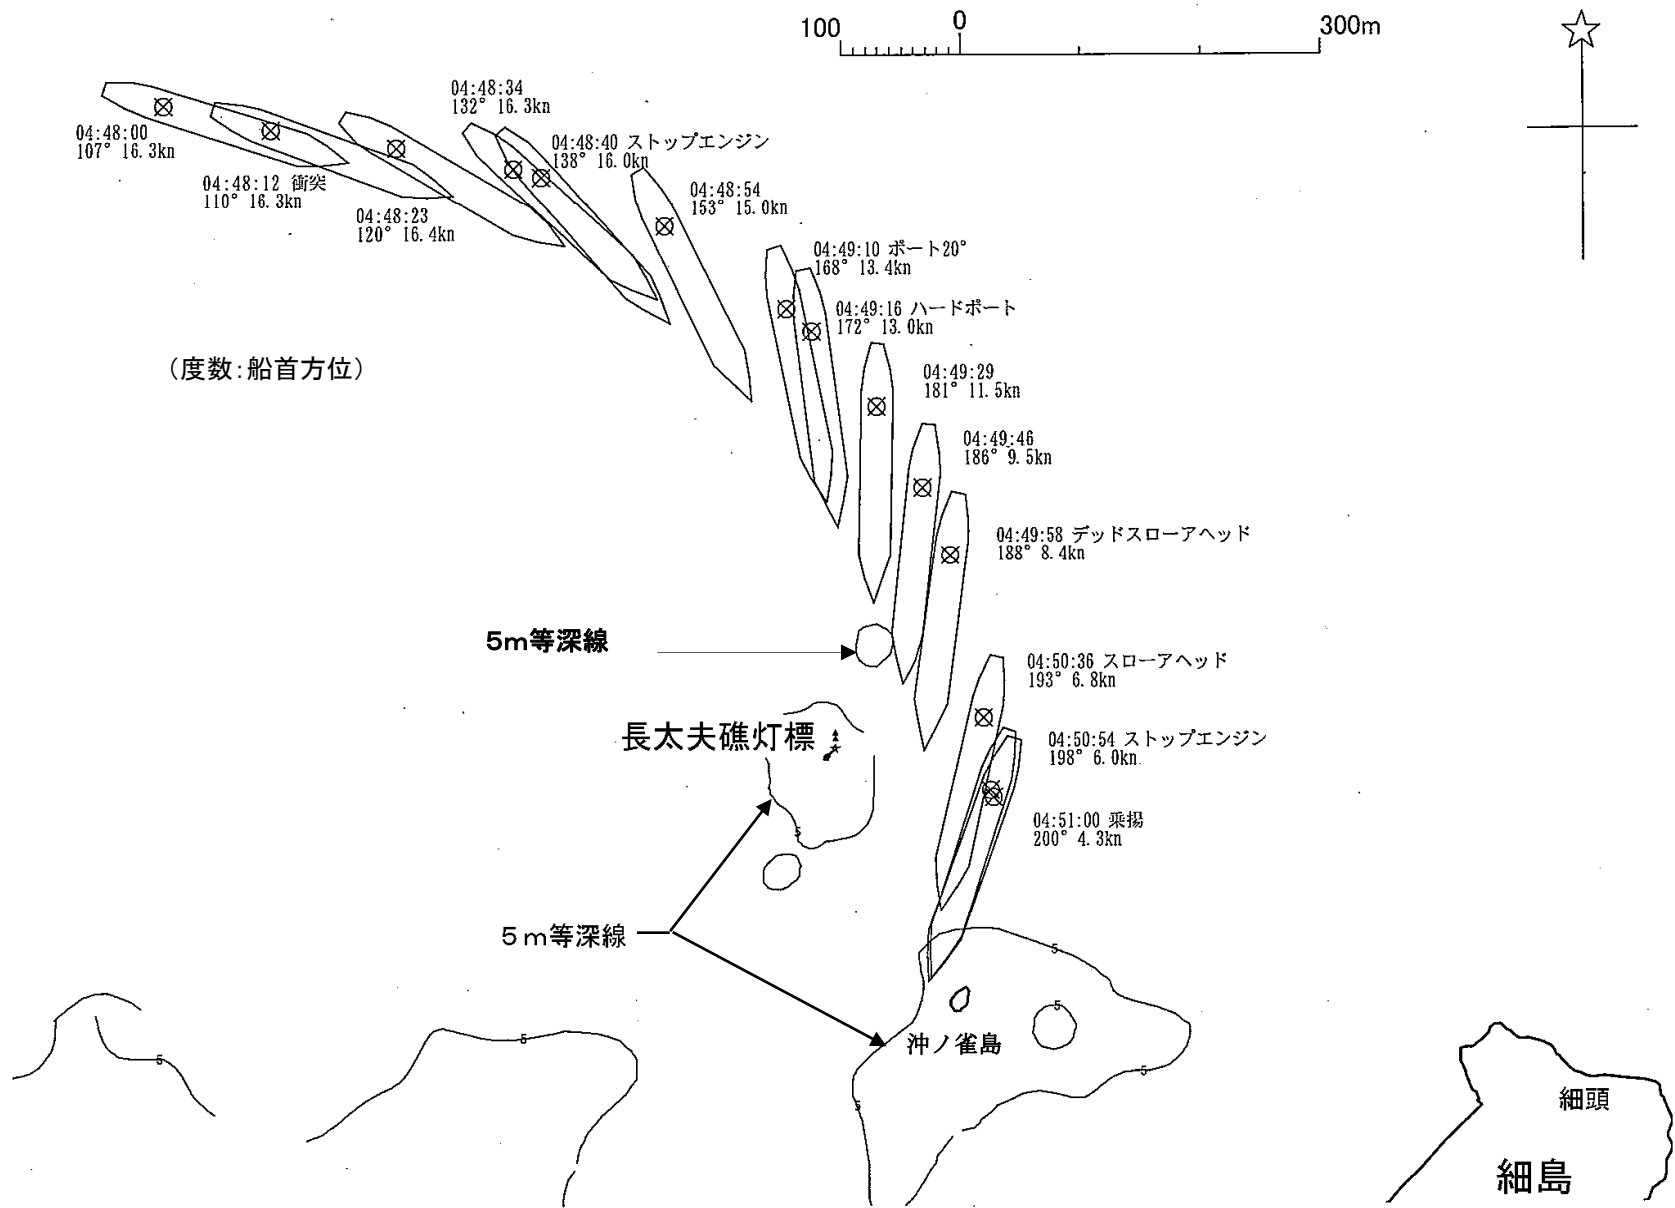 100 0 300m
04:48:00
107° 16.3kn
04:48:12 衝突
110° 16.3kn
04:48:23
120° 16.4kn
04:48:34
132° 16.3kn
04:48:40 ストップエンジン
138° 16.0kn
04:48:54
153° 15.0kn
04:49:10 ポート20°
168° 13.4kn
04:49:16 ハードポート
172° 13.0kn
(度数:船首方位)
04:49:29
181° 11.5kn
04:49:46
186° 9.5kn
04:49:58 デッドスローアヘッド
188° 8.4kn
5m等深線
04:50:36 スローアヘッド
193° 6.8kn
長太夫礁灯標
04:50:54 ストップエンジン
198° 6.0kn
04:51:00 乗揚
200° 4.3kn
5
5m等深線
5
5
5
5
沖ノ雀島
5
5
細頭
細島